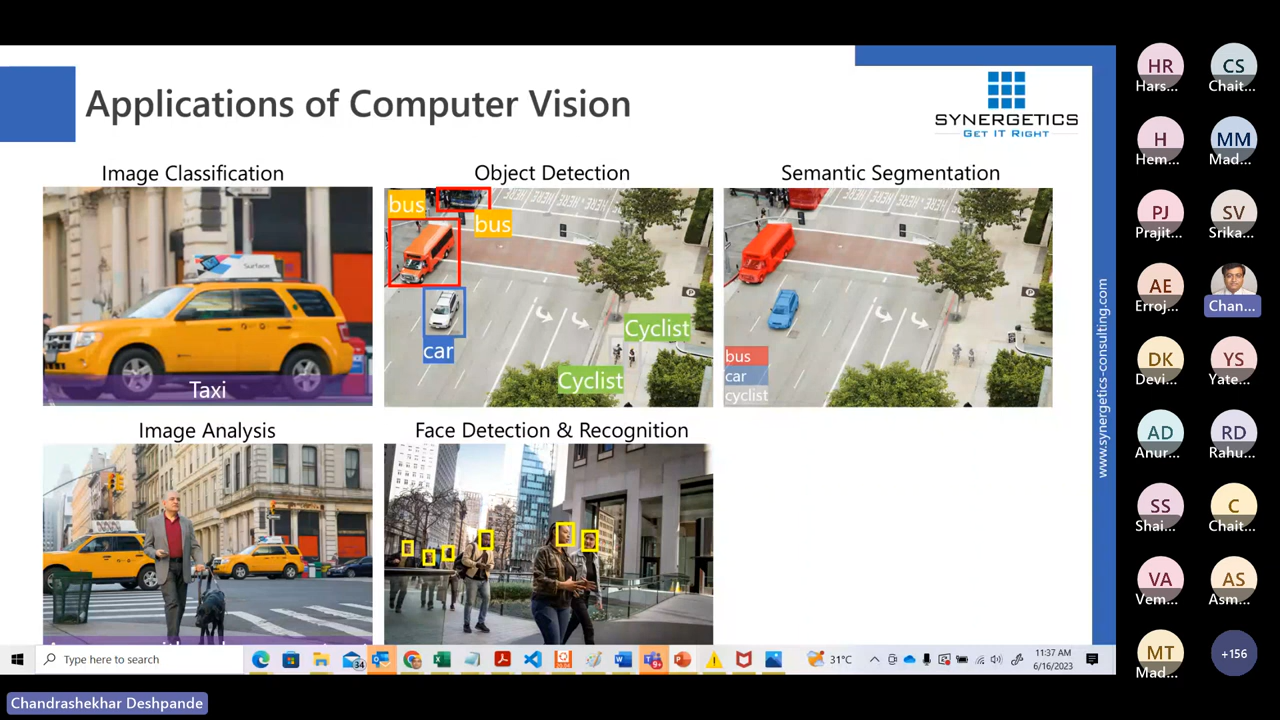 Applications of Computer Vision
SYNERGETICS
GET IT RIGHT
Image Classification
Object Detection
Semantic Segmentation
Surface
Taxi
bus
bus
car
Cyclist
Cyclist
HERE
bus
car
cyclist
P
P
Image Analysis
Face Detection & Recognition
www.synergetics-consulting.com
Type here to search
34
9+
31°C
11:37 AM
6/16/2023
Chandrashekhar Deshpande
HR
Hars...
CS
Chait...
H
Hem...
MM
Mad...
PJ
Prajit...
SV
Srika...
AE
Erroj...
Chan...
DK
Devi...
YS
Yate...
AD
Anur...
RD
Rahu...
SS
Shai...
C
Chait...
VA
Vem...
AS
Asm...
MT
Mad...
+156